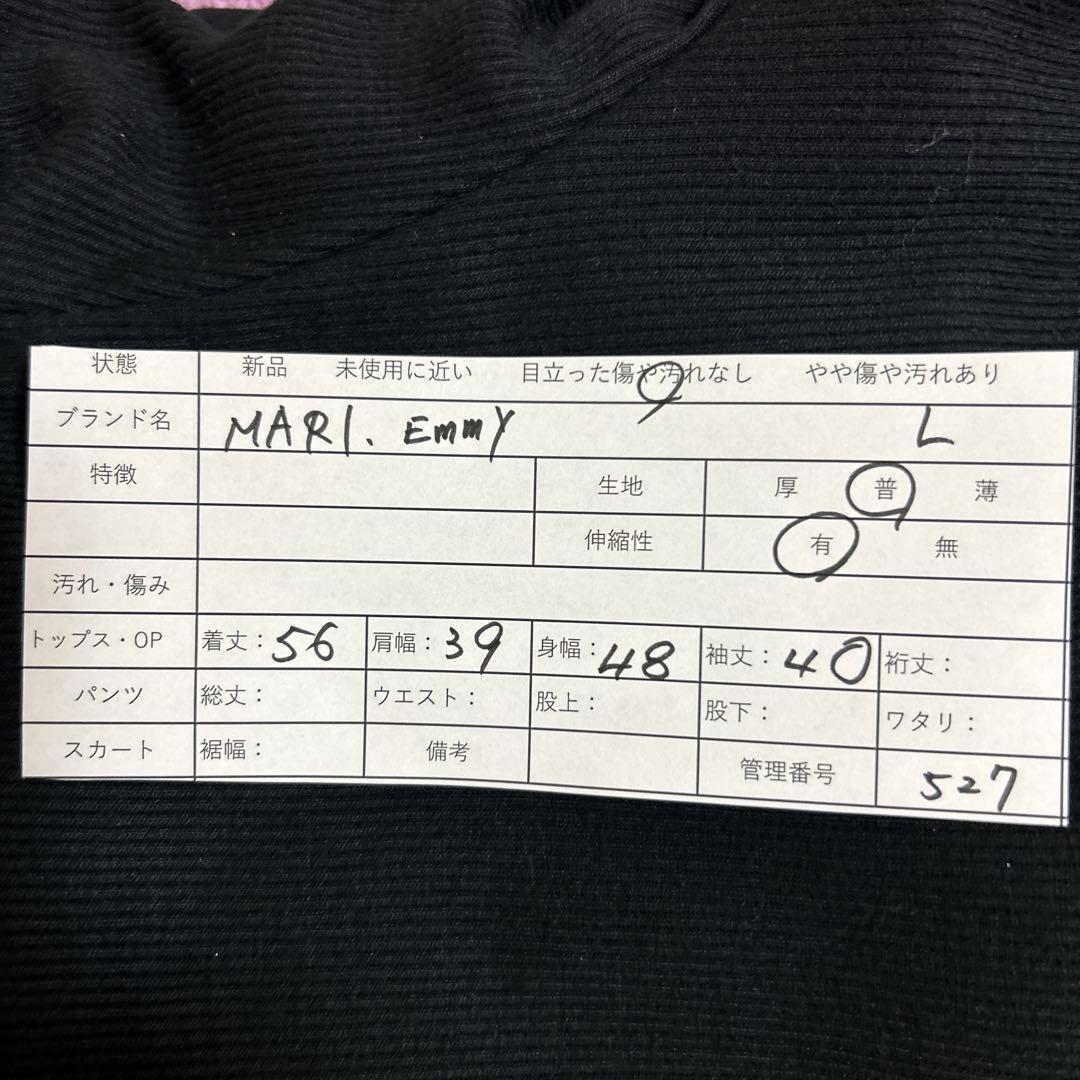 状態 新品 未使用に近い 目立った傷や汚れなし やや傷や汚れあり
ブランド名 MARI. EmmY L
特徴 生地 厚 普 薄
伸縮性 有 無
汚れ・傷み
トップス・OP 着丈：56 肩幅：39 身幅：48 袖丈：40 裄丈：
パンツ 総丈： ウエスト： 股上： 股下： ワタリ：
スカート 裾幅： 備考 管理番号 527